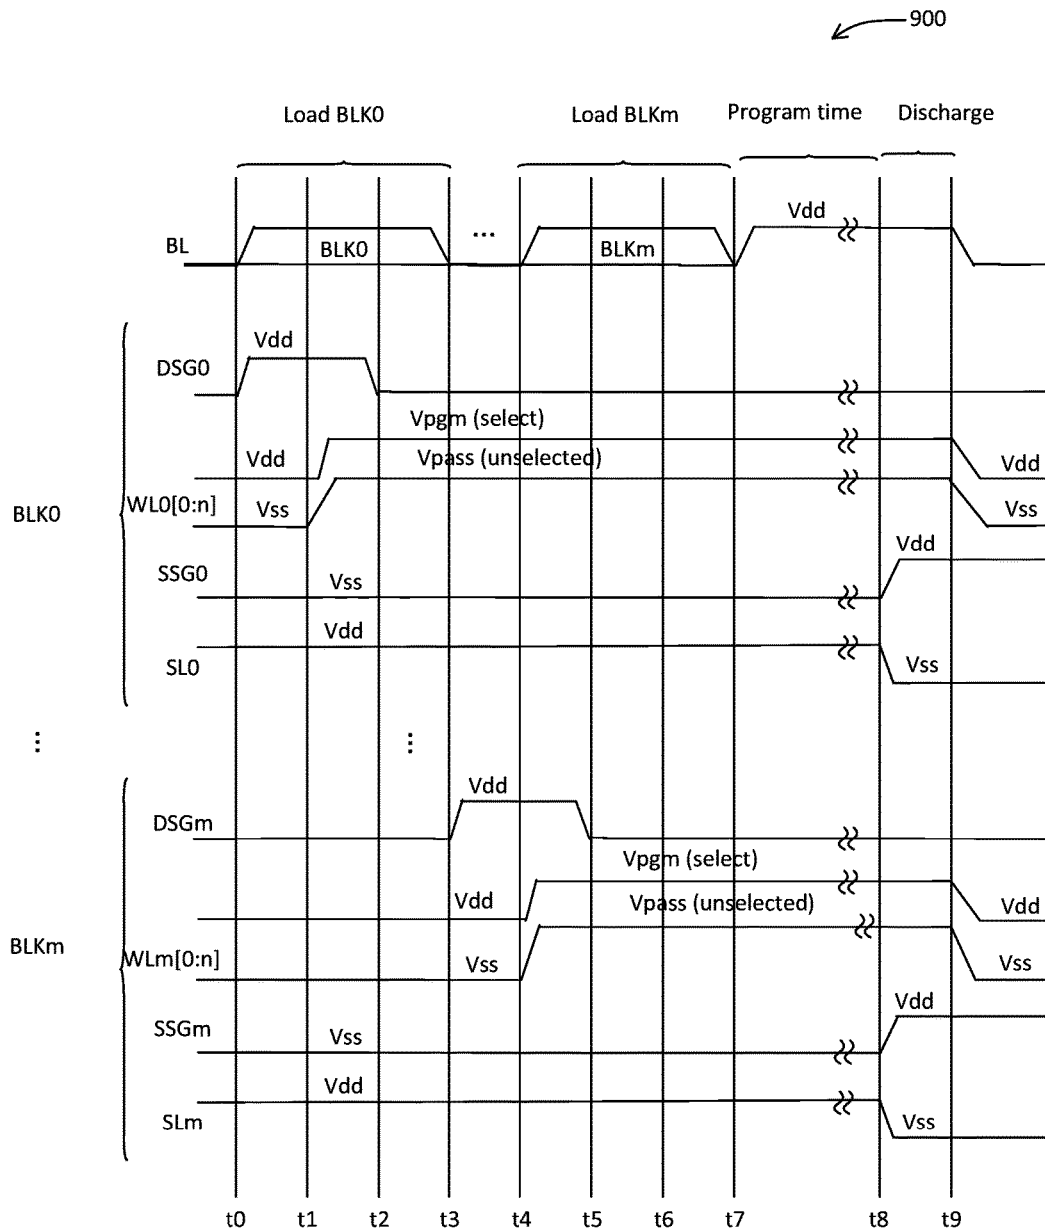 900
Load BLK0 Load BLKm Program time Discharge
Vdd
BL BLK0 ... BLKm
Vdd
DSG0
Vpgm (select)
Vdd Vpass (unselected) Vdd
WL0[0:n] Vss Vss
BLK0
Vdd
SSG0 Vss
Vdd
SL0 Vss
... ...
Vdd
DSGm
Vpgm (select)
Vdd Vpass (unselected) Vdd
BLKm
WLm[0:n] Vss Vss
Vdd
SSGm Vss
Vdd
SLm Vss
t0 t1 t2 t3 t4 t5 t6 t7 t8 t9